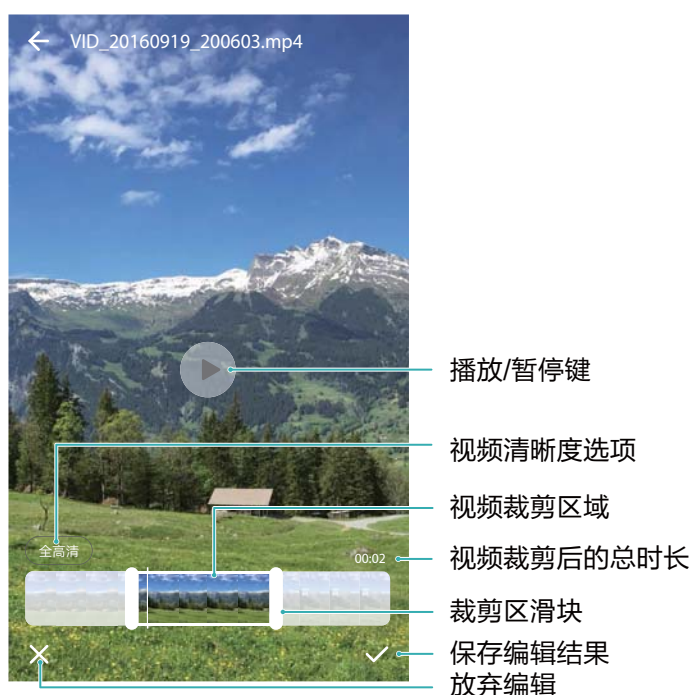 VID_20160919_200603.mp4
播放/暂停键
视频清晰度选项
视频裁剪区域
全高清
00:02
视频裁剪后的总时长
裁剪区滑块
保存编辑结果
放弃编辑